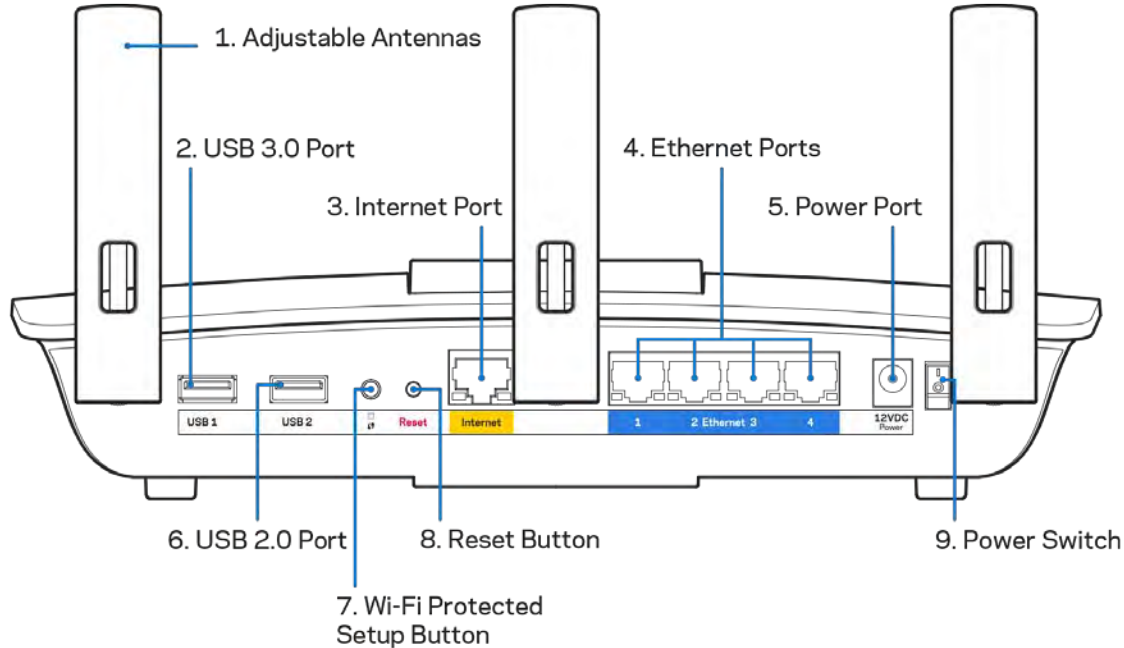 1. Adjustable Antennas
2. USB 3.0 Port
4. Ethernet Ports
3. Internet Port
5. Power Port
USB 1
USB 2
Reset
Internet
1
2 Ethernet 3
4
12VDC
Power
6. USB 2.0 Port
8. Reset Button
9. Power Switch
7. Wi-Fi Protected
Setup Button